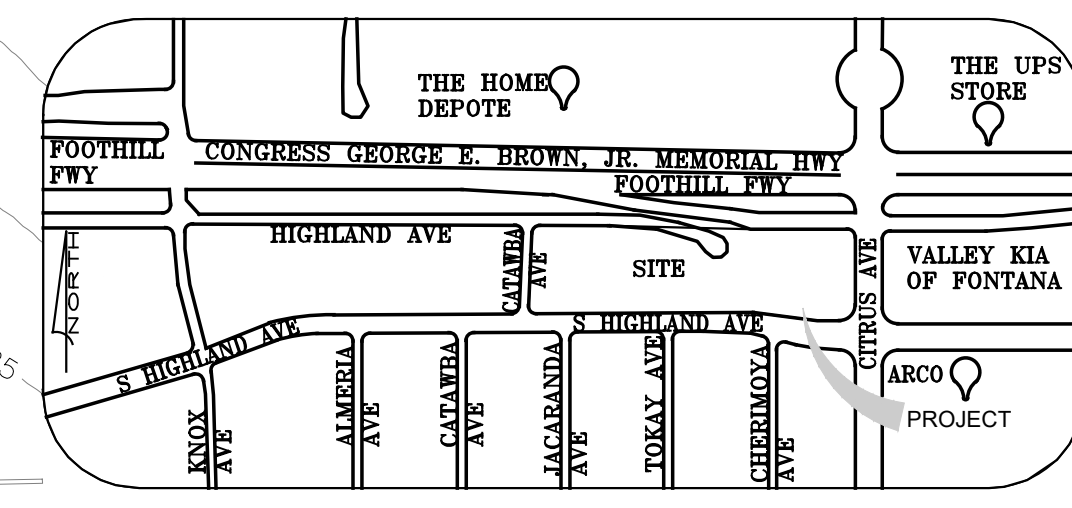 THE HOME
DEPOTE
THE UPS
STORE
FOOTHILL
FWY
CONGRESS GEORGE E. BROWN, JR. MEMORIAL HWY
FOOTHILL FWY
HIGHLAND AVE
CATAWBA
AVE
SITE
CITRUS AVE
VALLEY KIA
OF FONTANA
NORTH
S HIGHLAND AVE
S HIGHLAND AVE
ARCO
PROJECT
KNOX
AVE
ALMERIA
AVE
CATAWBA
AVE
JACARANDA
AVE
TOKAY AVE
CHERIMOYA
AVE